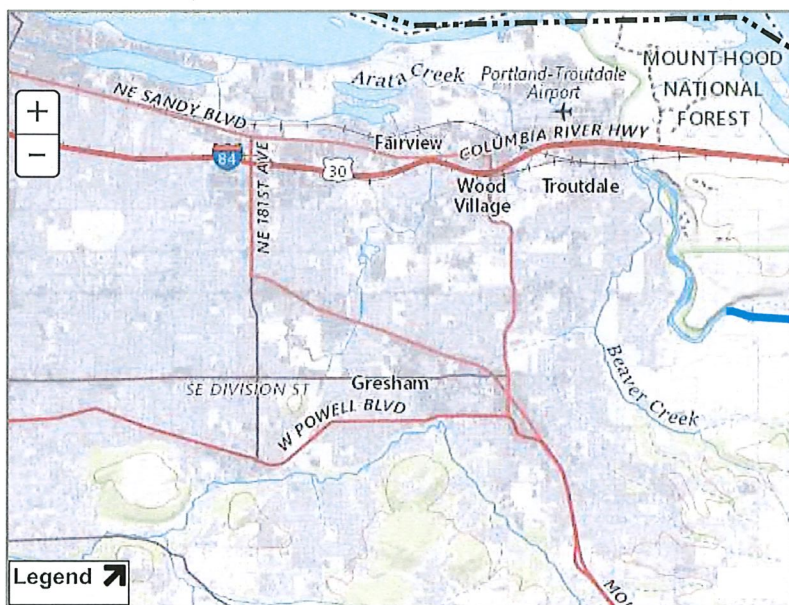 Arata Creek
Portland-Troutdale
Airport
MOUNT HOOD
NATIONAL
FOREST
+
−
NE SANDY BLVD
84
NE 181ST AVE
30
Fairview
COLUMBIA RIVER HWY
Wood
Village
Troutdale
SE DIVISION ST
Gresham
W POWELL BLVD
Beaver Creek
Legend